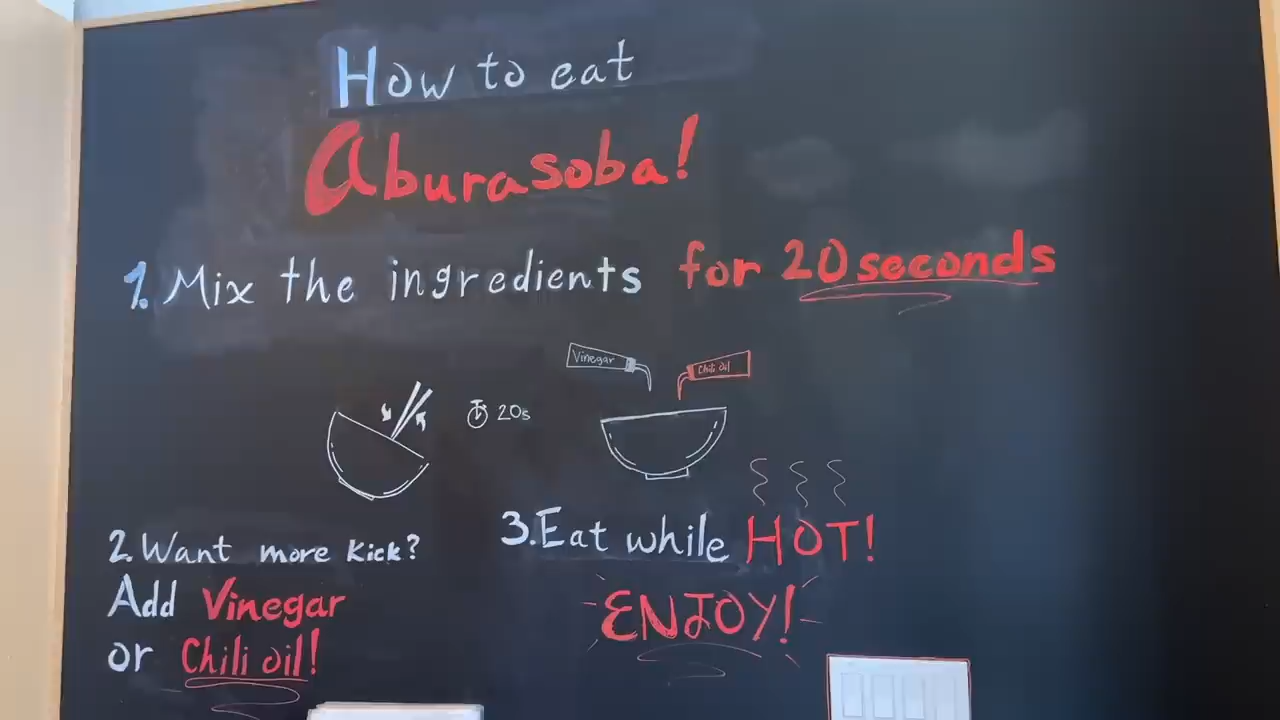 How to eat
Aburasoba!
1. Mix the ingredients for 20 seconds
Vinegar
Chili oil
20s
2. Want more kick?
Add Vinegar
or Chili oil!
3. Eat while HOT!
ENJOY!